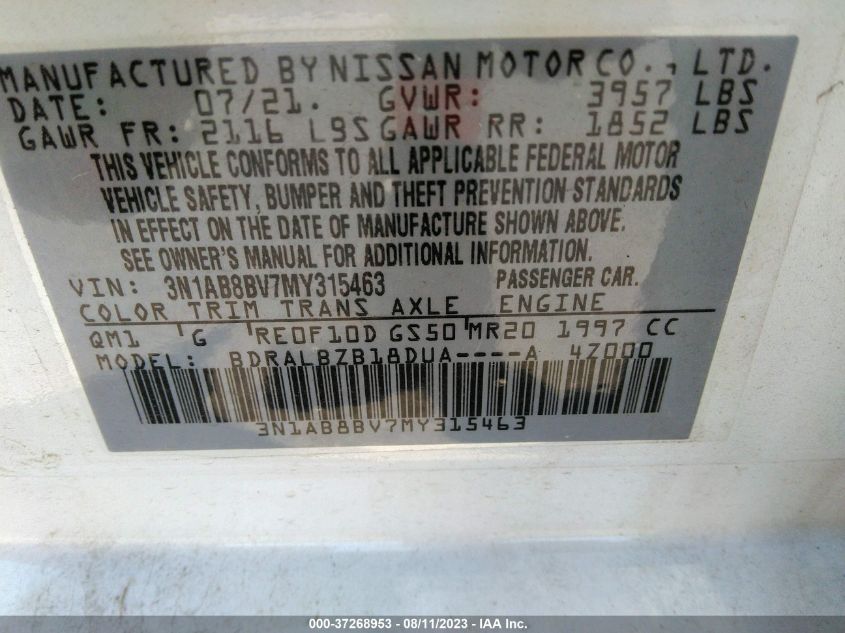 MANUFACTURED BY NISSAN MOTOR CO., LTD.
DATE: 07/21. GVWR: 3957 LBS
GAWR FR: 2116 LBS GAWR RR: 1852 LBS
THIS VEHICLE CONFORMS TO ALL APPLICABLE FEDERAL MOTOR
VEHICLE SAFETY, BUMPER AND THEFT PREVENTION STANDARDS
IN EFFECT ON THE DATE OF MANUFACTURE SHOWN ABOVE.
SEE OWNER'S MANUAL FOR ADDITIONAL INFORMATION.
VIN: 3N1AB8BV7MY315463 PASSENGER CAR.
COLOR TRIM TRANS AXLE ENGINE
QM1 G RE0F10D GS50 MR20 1997 CC
MODEL: BDRALBZB18DUA----A 4Z000
3N1AB8BV7MY315463
000-37268953 - 08/11/2023 - IAA Inc.